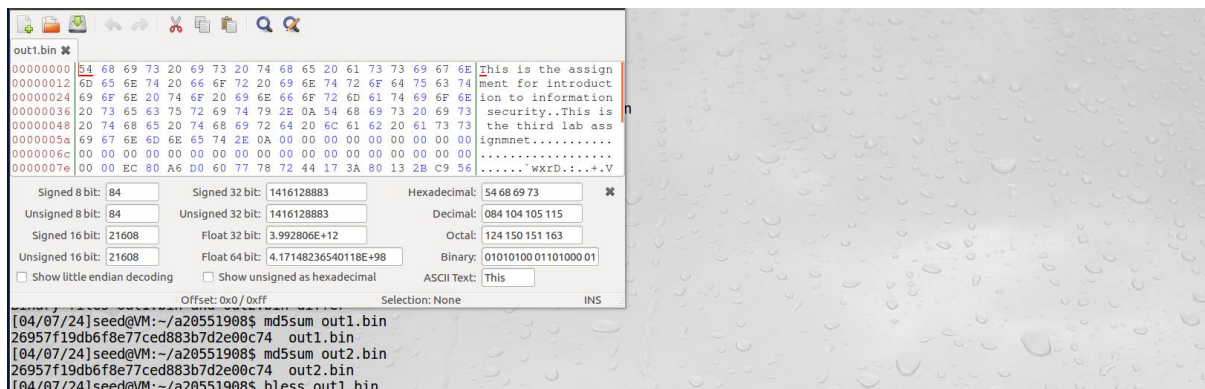 out1.bin
00000000 54 68 69 73 20 69 73 20 74 68 65 20 61 73 73 69 67 6E This is the assign
00000012 6D 65 6E 74 20 66 6F 72 20 69 6E 74 72 6F 64 75 63 74 ment for introduct
00000024 69 6F 6E 20 74 6F 20 69 6E 66 6F 72 6D 61 74 69 6F 6E ion to information
00000036 20 73 65 63 75 72 69 74 79 2E 0A 54 68 69 73 20 69 73 security..This is
00000048 20 74 68 65 20 74 68 69 72 64 20 6C 61 62 20 61 73 73 the third lab ass
0000005a 69 67 6E 6D 6E 65 74 2E 0A 00 00 00 00 00 00 00 00 00 ignmnet...........
0000006c 00 00 00 00 00 00 00 00 00 00 00 00 00 00 00 00 00 00 ..................
0000007e 00 00 EC 80 A6 D0 60 77 78 72 44 17 3A 80 13 2B C9 56 ......`wxrD.:..+.V
n
Signed 8 bit: 84 Signed 32 bit: 1416128883 Hexadecimal: 54 68 69 73
Unsigned 8 bit: 84 Unsigned 32 bit: 1416128883 Decimal: 084 104 105 115
Signed 16 bit: 21608 Float 32 bit: 3.992806E+12 Octal: 124 150 151 163
Unsigned 16 bit: 21608 Float 64 bit: 4.17148236540118E+98 Binary: 01010100 01101000 01
Show little endian decoding Show unsigned as hexadecimal ASCII Text: This
Offset: 0x0 / 0xff Selection: None INS
Binary files out1.bin and out2.bin differ
[04/07/24]seed@VM:~/a20551908$ md5sum out1.bin
26957f19db6f8e77ced883b7d2e00c74 out1.bin
[04/07/24]seed@VM:~/a20551908$ md5sum out2.bin
26957f19db6f8e77ced883b7d2e00c74 out2.bin
[04/07/24]seed@VM:~/a20551908$ bless out1.bin